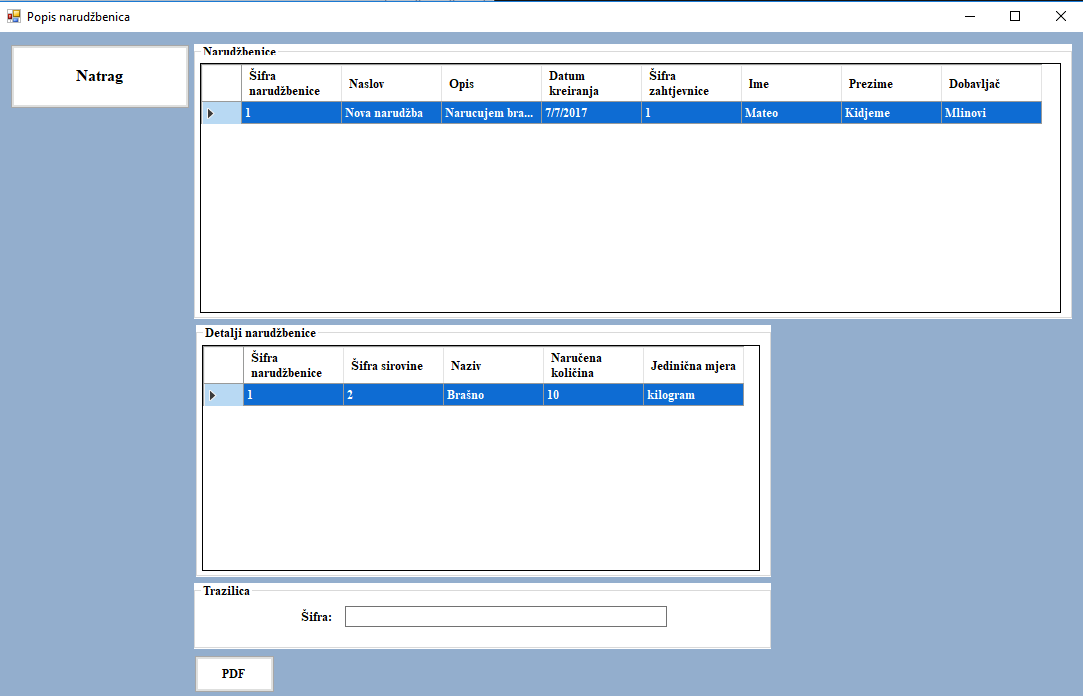 Popis narudžbenica
Natrag
Narudžbenice
Šifra narudžbenice Naslov Opis Datum kreiranja Šifra zahtjevnice Ime Prezime Dobavljač
1 Nova narudžba Narucujem bra... 7/7/2017 1 Mateo Kidjeme Mlinovi
Detalji narudžbenice
Šifra narudžbenice Šifra sirovine Naziv Naručena količina Jedinična mjera
1 2 Brašno 10 kilogram
Trazilica
Šifra:
PDF